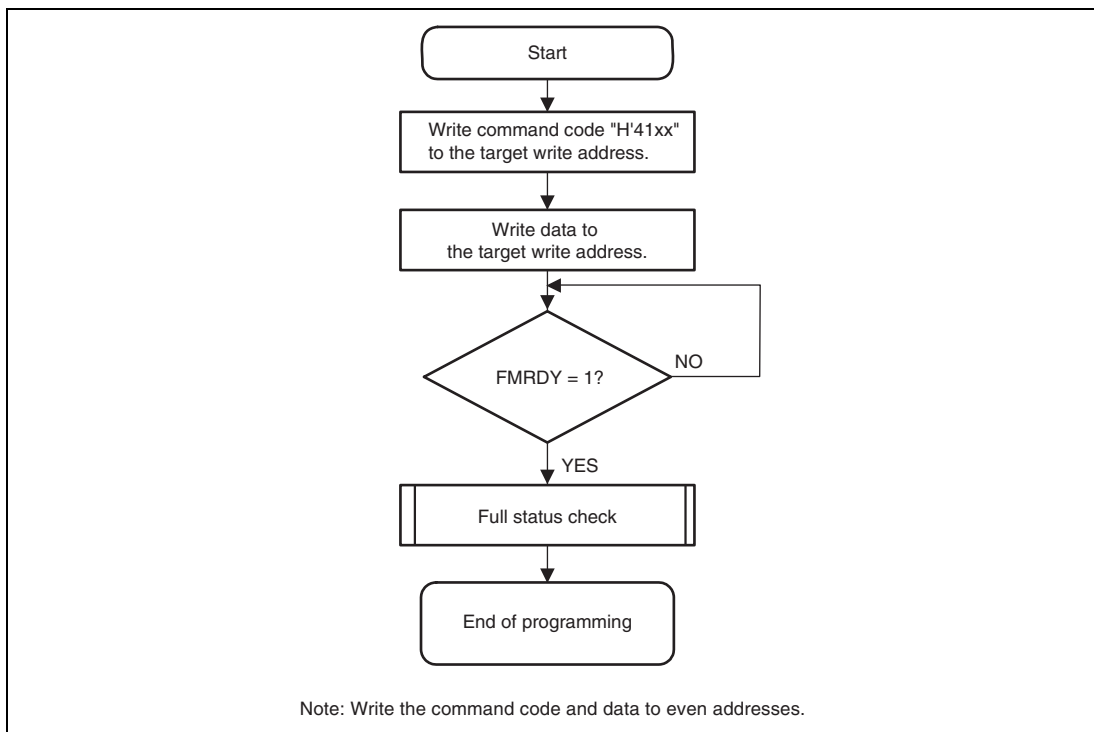 Start
Write command code "H'41xx"
to the target write address.
Write data to
the target write address.
FMRDY = 1?
NO
YES
Full status check
End of programming
Note: Write the command code and data to even addresses.